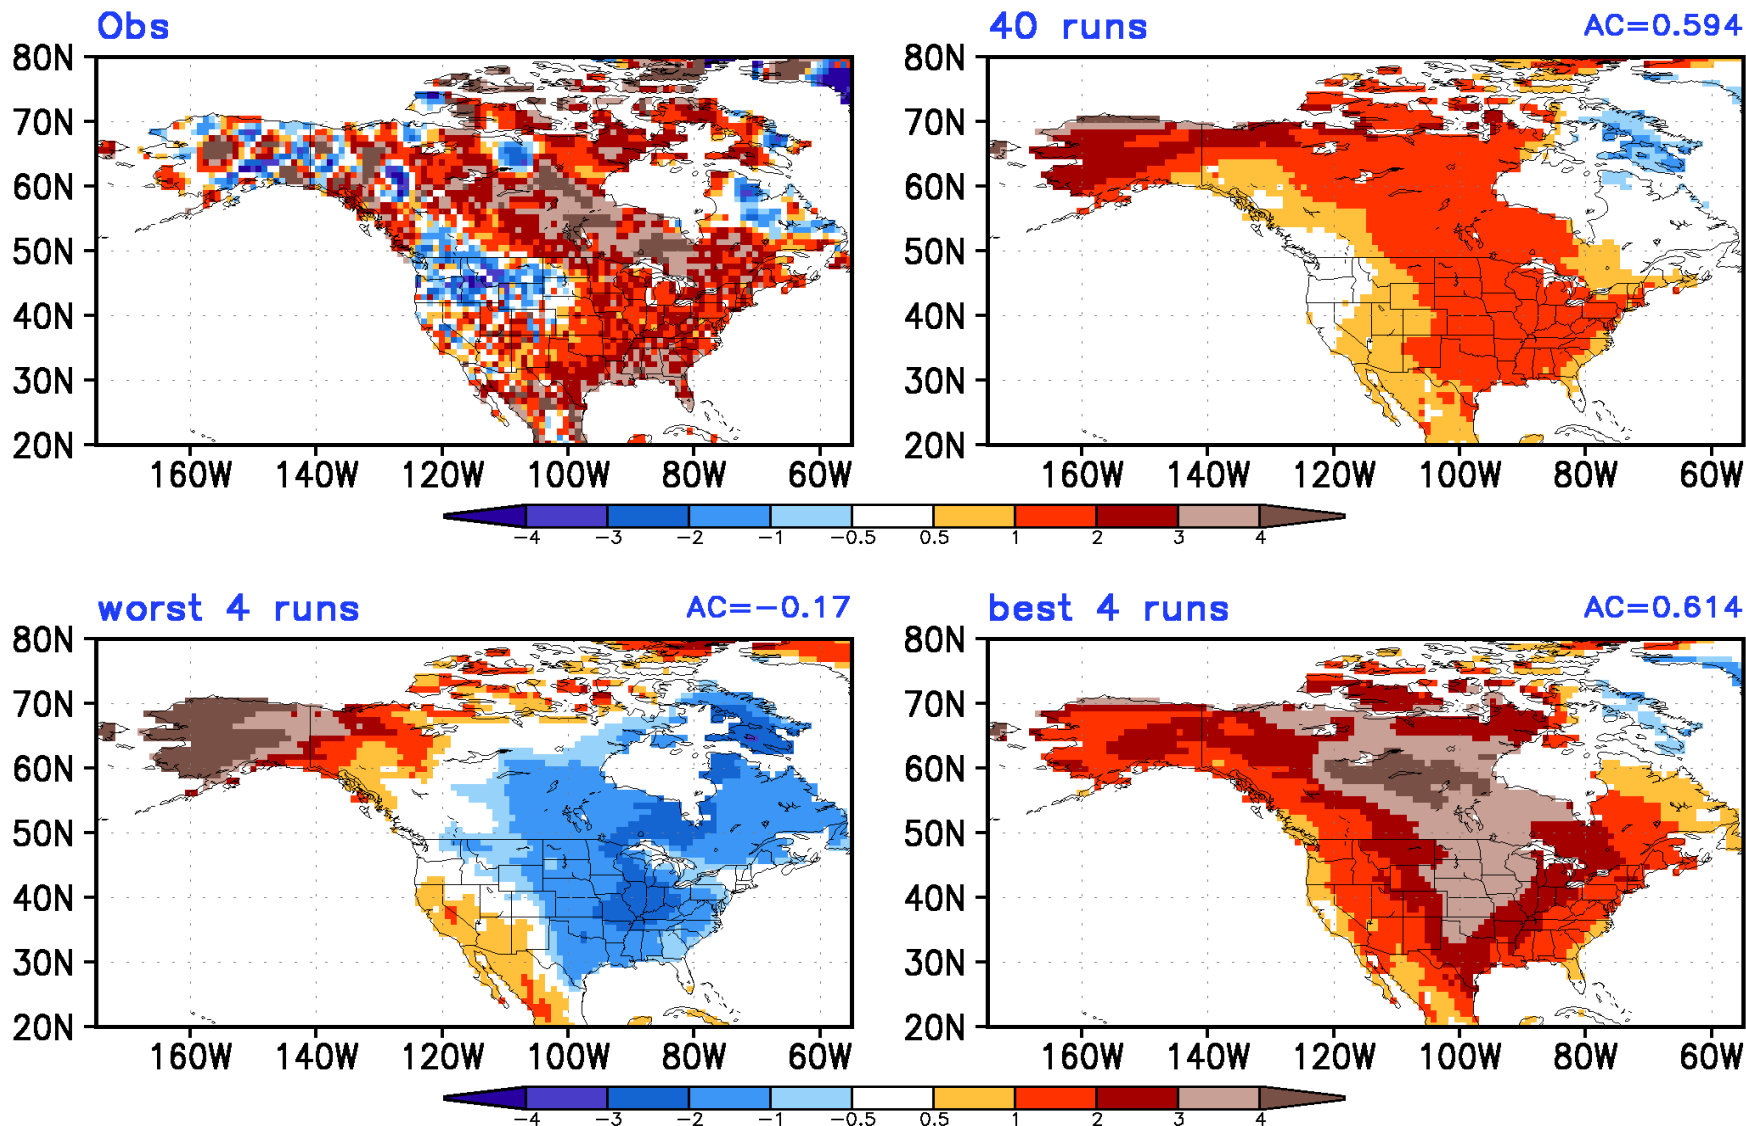 Obs
40 runs AC=0.594
80N 80N
70N 70N
60N 60N
50N 50N
40N 40N
30N 30N
20N 20N
160W 140W 120W 100W 80W 60W 160W 140W 120W 100W 80W 60W
-4 -3 -2 -1 -0.5 0.5 1 2 3 4
worst 4 runs AC=-0.17
best 4 runs AC=0.614
80N 80N
70N 70N
60N 60N
50N 50N
40N 40N
30N 30N
20N 20N
160W 140W 120W 100W 80W 60W 160W 140W 120W 100W 80W 60W
-4 -3 -2 -1 -0.5 0.5 1 2 3 4